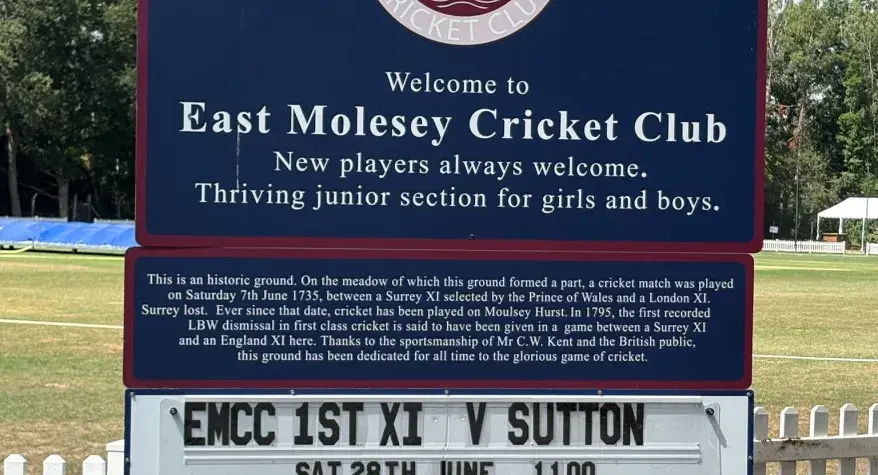 CRICKET CLUB
Welcome to
East Molesey Cricket Club
New players always welcome.
Thriving junior section for girls and boys.
This is an historic ground. On the meadow of which this ground formed a part, a cricket match was played
on Saturday 7th June 1735, between a Surrey XI selected by the Prince of Wales and a London XI.
Surrey lost. Ever since that date, cricket has been played on Moulsey Hurst. In 1795, the first recorded
LBW dismissal in first class cricket is said to have been given in a game between a Surrey XI
and an England XI here. Thanks to the sportsmanship of Mr C.W. Kent and the British public,
this ground has been dedicated for all time to the glorious game of cricket.
EMCC 1ST XI V SUTTON
SAT 28TH JUNE 11.00